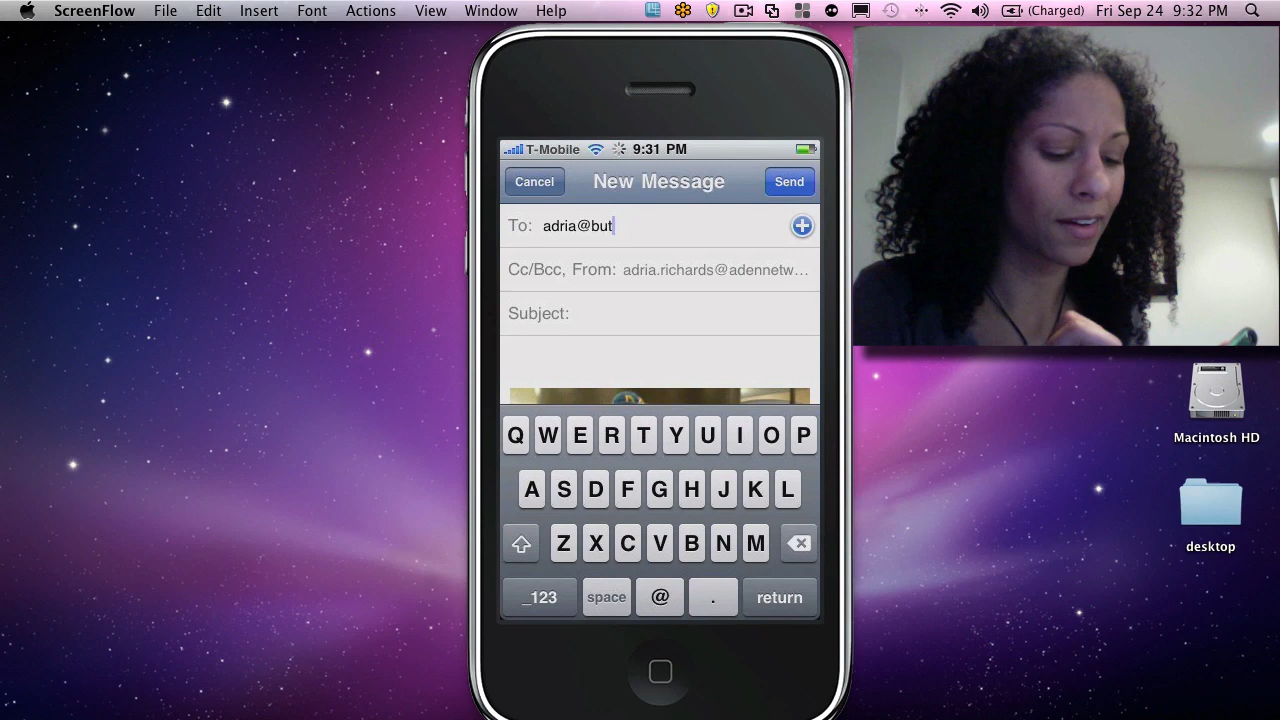 ScreenFlow File Edit Insert Font Actions View Window Help (Charged) Fri Sep 24 9:32 PM
T-Mobile 9:31 PM
Cancel New Message Send
To: adria@but
Cc/Bcc, From: adria.richards@adennetw...
Subject:
Q W E R T Y U I O P
A S D F G H J K L
Z X C V B N M
_123 space @ . return
Macintosh HD
desktop